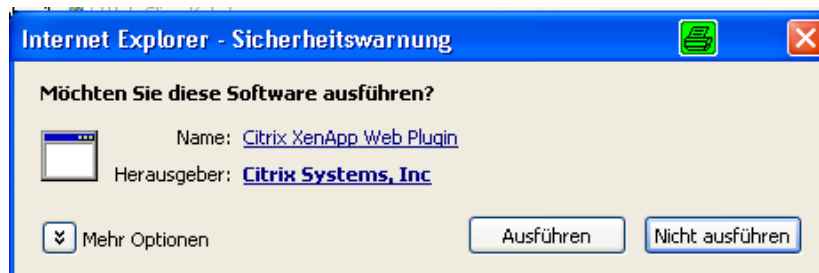 Internet Explorer - Sicherheitswarnung
Möchten Sie diese Software ausführen?
Name: Citrix XenApp Web Plugin
Herausgeber: Citrix Systems, Inc
Mehr Optionen Ausführen Nicht ausführen